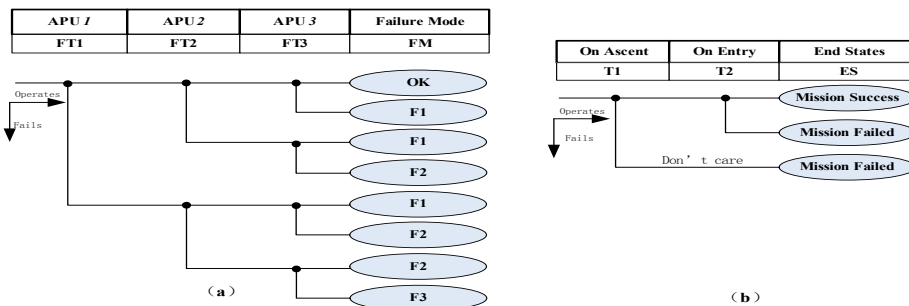 APU 1 APU 2 APU 3 Failure Mode
FT1 FT2 FT3 FM
Operates
Fails
OK
F1
F1
F2
F1
F2
F2
F3
(a)
On Ascent On Entry End States
T1 T2 ES
Operates
Fails
Mission Success
Mission Failed
Don't care Mission Failed
(b)